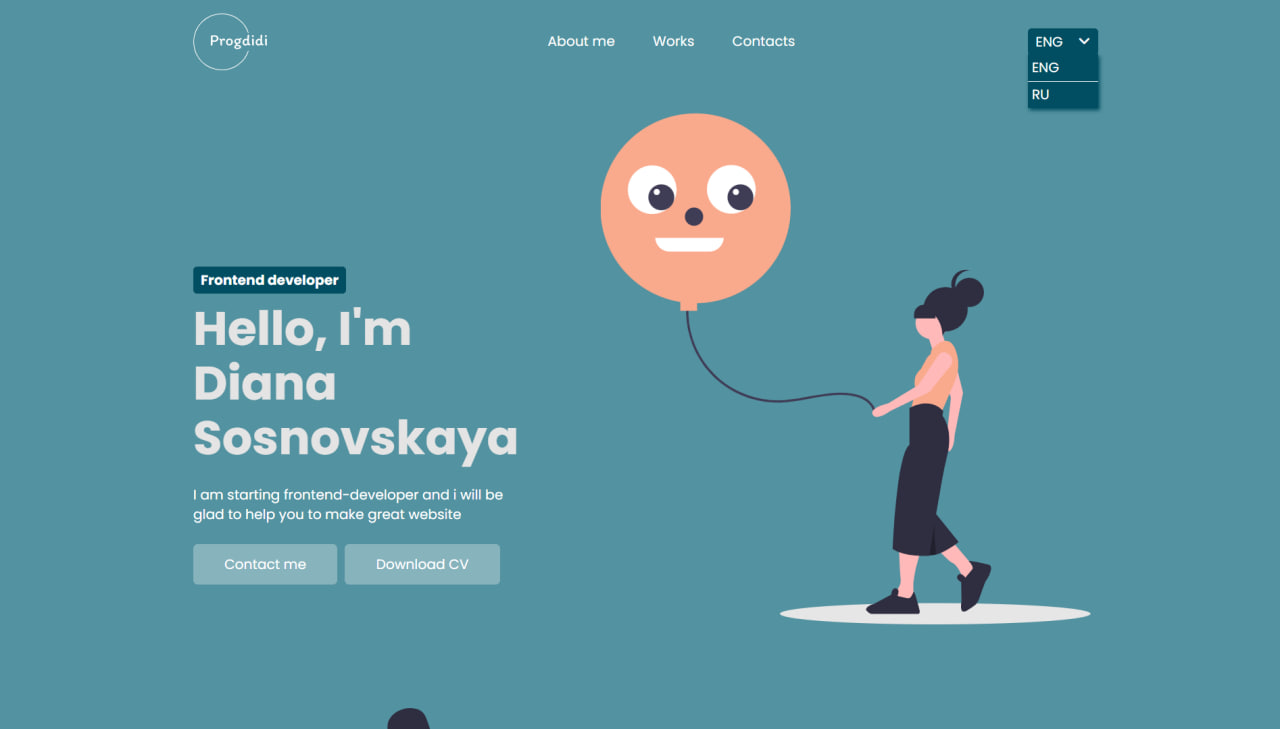 Progdidi
About me
Works
Contacts
ENG
ENG
RU
Frontend developer
Hello, I'm
Diana
Sosnovskaya
I am starting frontend-developer and i will be
glad to help you to make great website
Contact me
Download CV